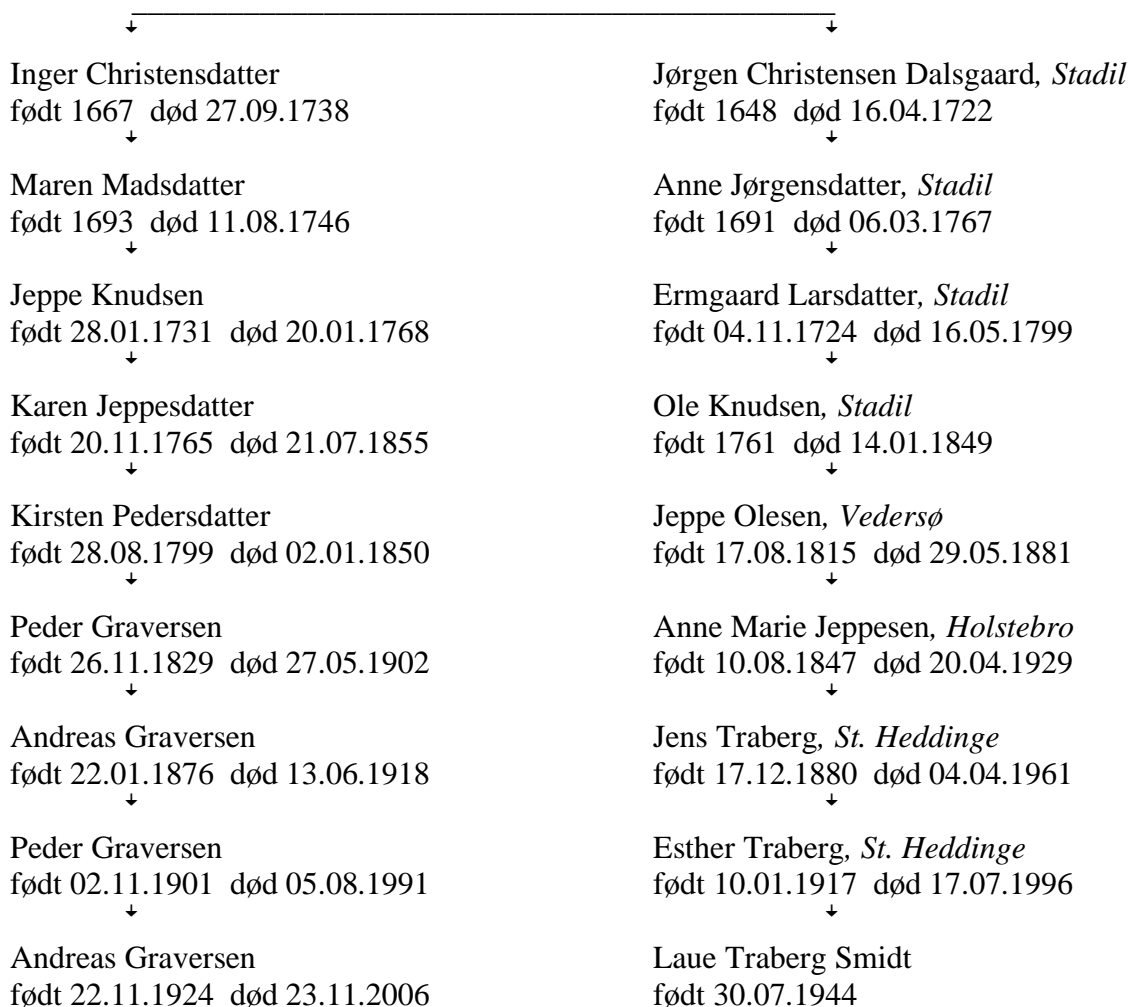 Inger Christensdatter
født 1667 død 27.09.1738
Jørgen Christensen Dalsgaard, Stadil
født 1648 død 16.04.1722
Maren Madsdatter
født 1693 død 11.08.1746
Anne Jørgensdatter, Stadil
født 1691 død 06.03.1767
Jeppe Knudsen
født 28.01.1731 død 20.01.1768
Ermgaard Larsdatter, Stadil
født 04.11.1724 død 16.05.1799
Karen Jeppesdatter
født 20.11.1765 død 21.07.1855
Ole Knudsen, Stadil
født 1761 død 14.01.1849
Kirsten Pedersdatter
født 28.08.1799 død 02.01.1850
Jeppe Olesen, Vedersø
født 17.08.1815 død 29.05.1881
Peder Graversen
født 26.11.1829 død 27.05.1902
Anne Marie Jeppesen, Holstebro
født 10.08.1847 død 20.04.1929
Andreas Graversen
født 22.01.1876 død 13.06.1918
Jens Traberg, St. Heddinge
født 17.12.1880 død 04.04.1961
Peder Graversen
født 02.11.1901 død 05.08.1991
Esther Traberg, St. Heddinge
født 10.01.1917 død 17.07.1996
Andreas Graversen
født 22.11.1924 død 23.11.2006
Laue Traberg Smidt
født 30.07.1944